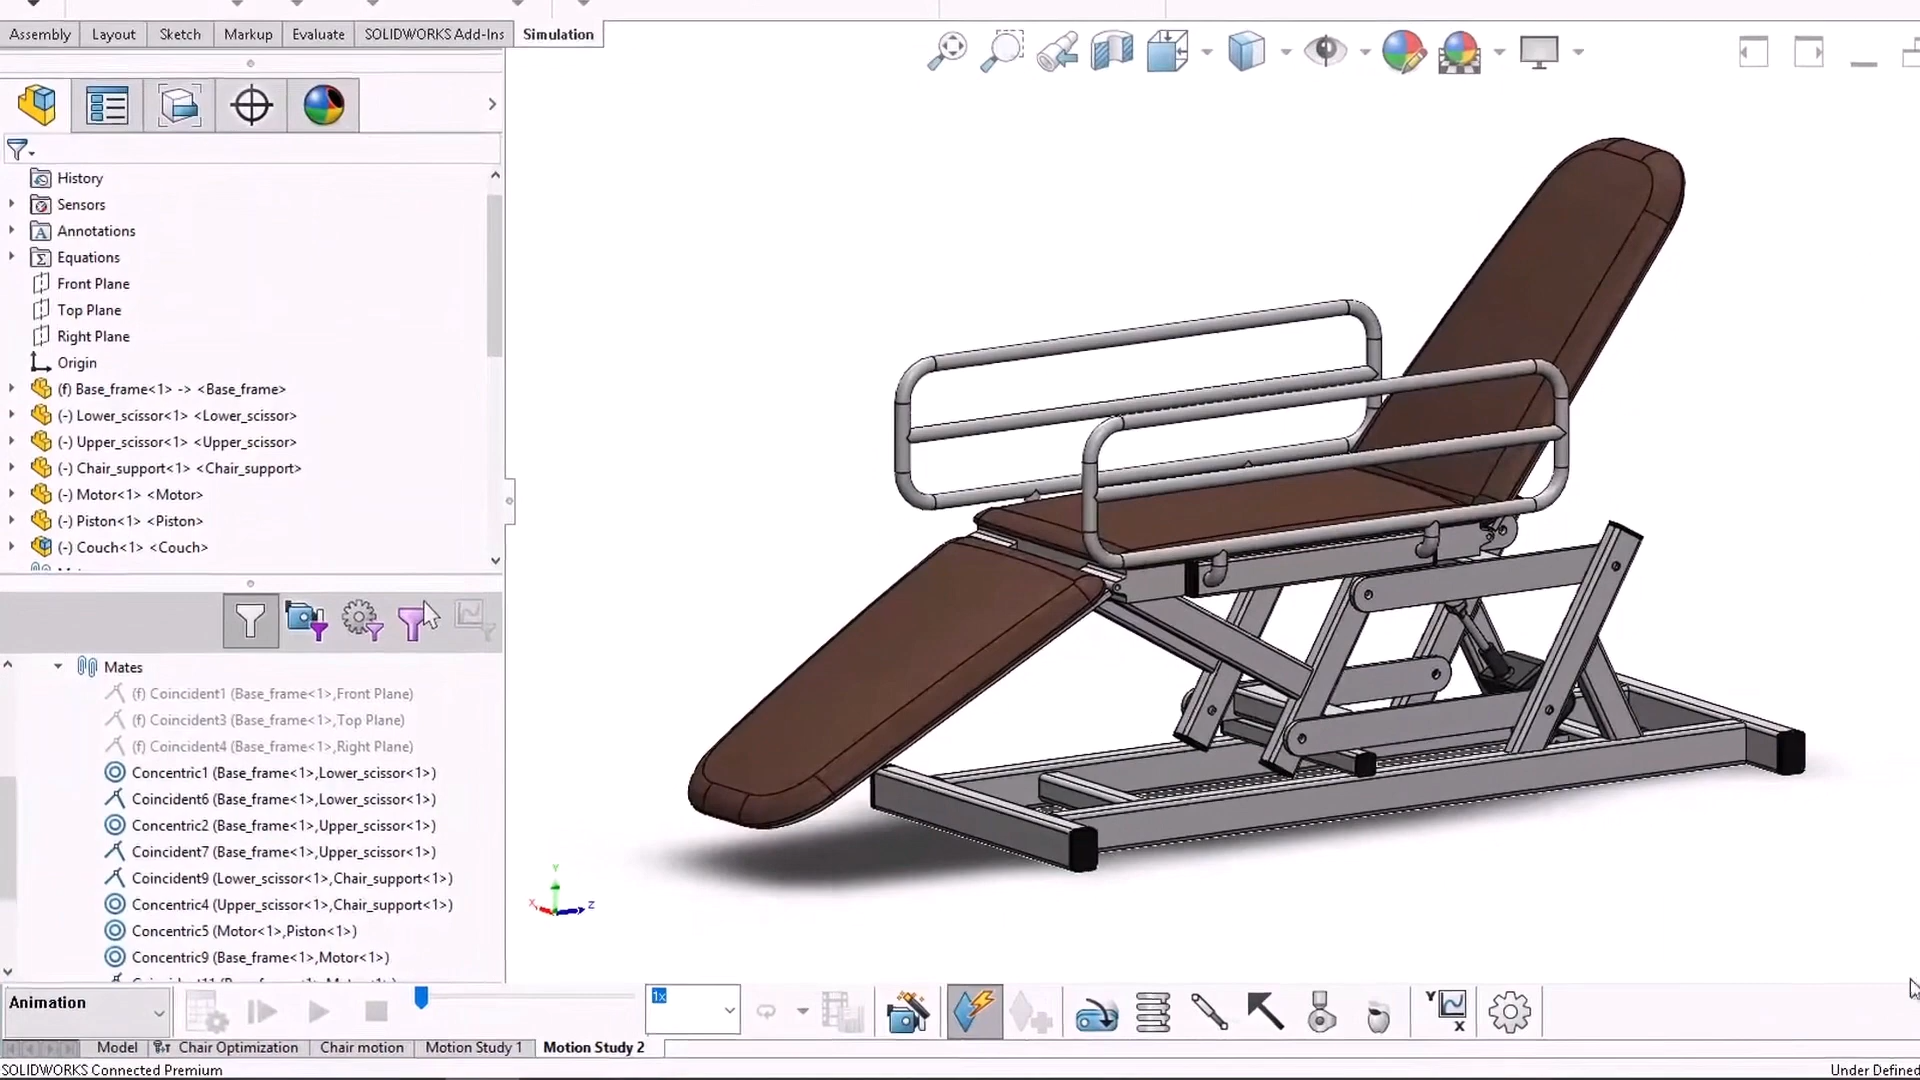 Assembly Layout Sketch Markup Evaluate SOLIDWORKS Add-Ins Simulation
History
Sensors
Annotations
Equations
Front Plane
Top Plane
Right Plane
Origin
(f) Base_frame<1> -> <Base_frame>
(-) Lower_scissor<1> <Lower_scissor>
(-) Upper_scissor<1> <Upper_scissor>
(-) Chair_support<1> <Chair_support>
(-) Motor<1> <Motor>
(-) Piston<1> <Piston>
(-) Couch<1> <Couch>
Mates
(f) Coincident1 (Base_frame<1>,Front Plane)
(f) Coincident3 (Base_frame<1>,Top Plane)
(f) Coincident4 (Base_frame<1>,Right Plane)
Concentric1 (Base_frame<1>,Lower_scissor<1>)
Coincident6 (Base_frame<1>,Lower_scissor<1>)
Concentric2 (Base_frame<1>,Upper_scissor<1>)
Coincident7 (Base_frame<1>,Upper_scissor<1>)
Coincident9 (Lower_scissor<1>,Chair_support<1>)
Concentric4 (Upper_scissor<1>,Chair_support<1>)
Concentric5 (Motor<1>,Piston<1>)
Concentric9 (Base_frame<1>,Motor<1>)
Y
X Z
Animation 1x
Model Chair Optimization Chair motion Motion Study 1 Motion Study 2
SOLIDWORKS Connected Premium Under Defined